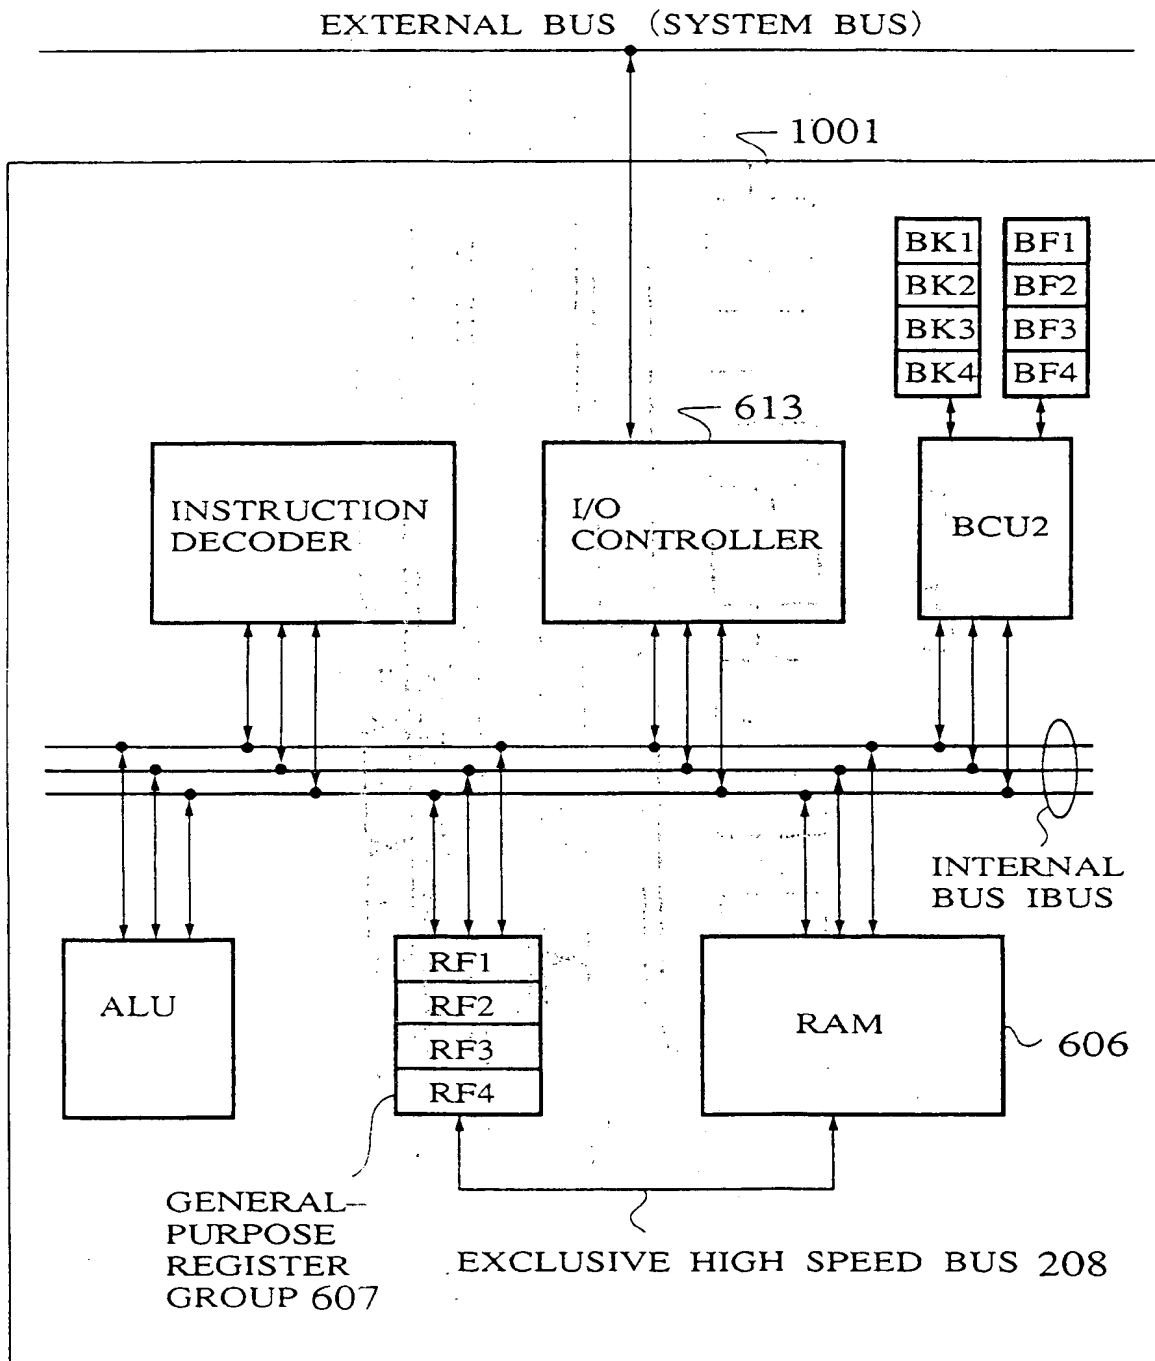 EXTERNAL BUS (SYSTEM BUS)
1001
BK1
BK2
BK3
BK4
BF1
BF2
BF3
BF4
613
INSTRUCTION
DECODER
I/O
CONTROLLER
BCU2
INTERNAL
BUS IBUS
ALU
RF1
RF2
RF3
RF4
RAM
606
GENERAL-
PURPOSE
REGISTER
GROUP 607
EXCLUSIVE HIGH SPEED BUS 208